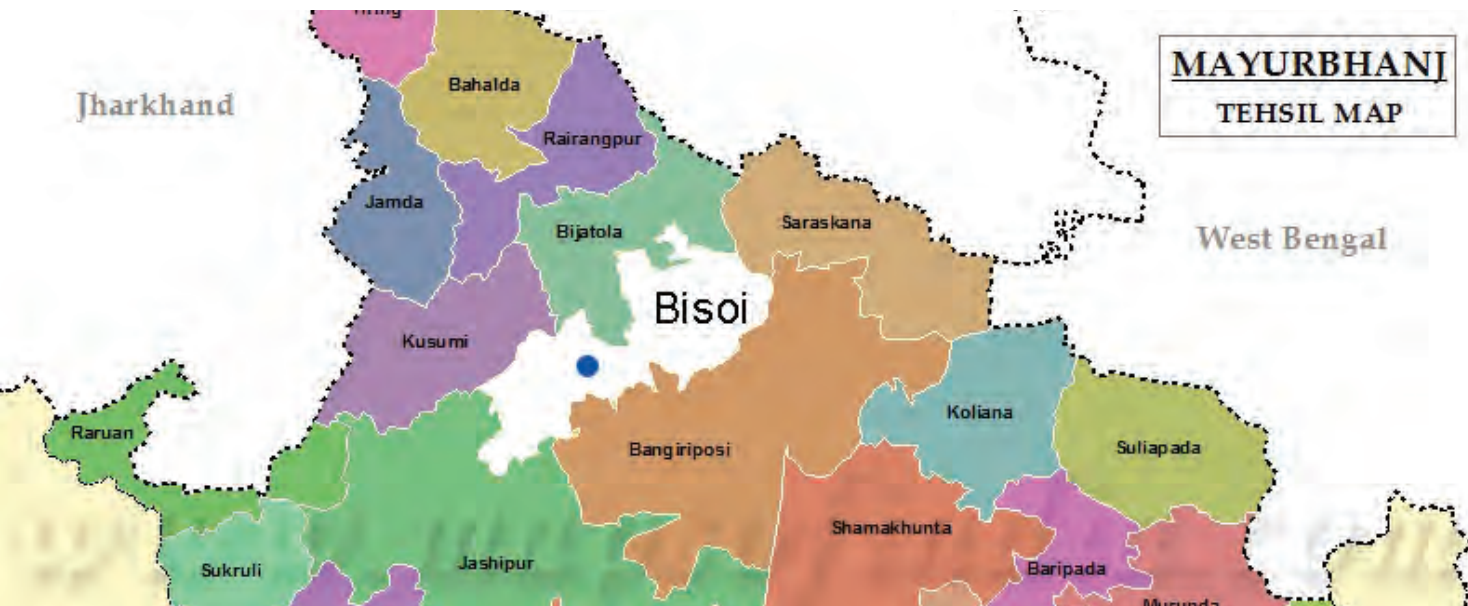 Bahalda
MAYURBHANJ
TEHSIL MAP
Jharkhand
Rairangpur
Jamda
Bijatola
Saraskana
West Bengal
Bisoi
Kusumi
Koliana
Raruan
Bangiriposi
Suliapada
Shamakhunta
Jashipur
Sukruli
Baripada